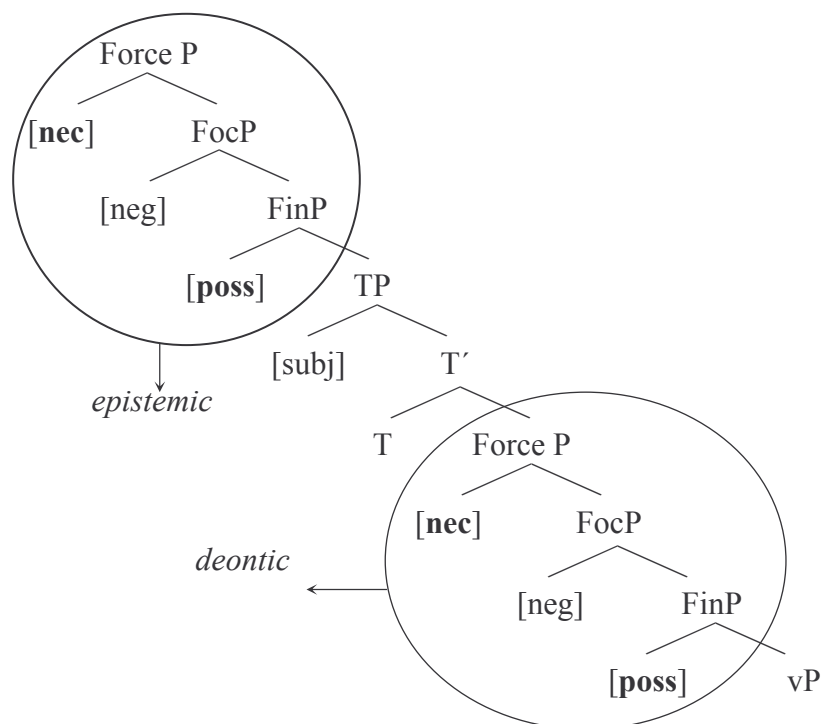 Force P
[nec] FocP
[neg] FinP
[poss] TP
[subj] T´
epistemic
T Force P
[nec] FocP
deontic
[neg] FinP
[poss] vP